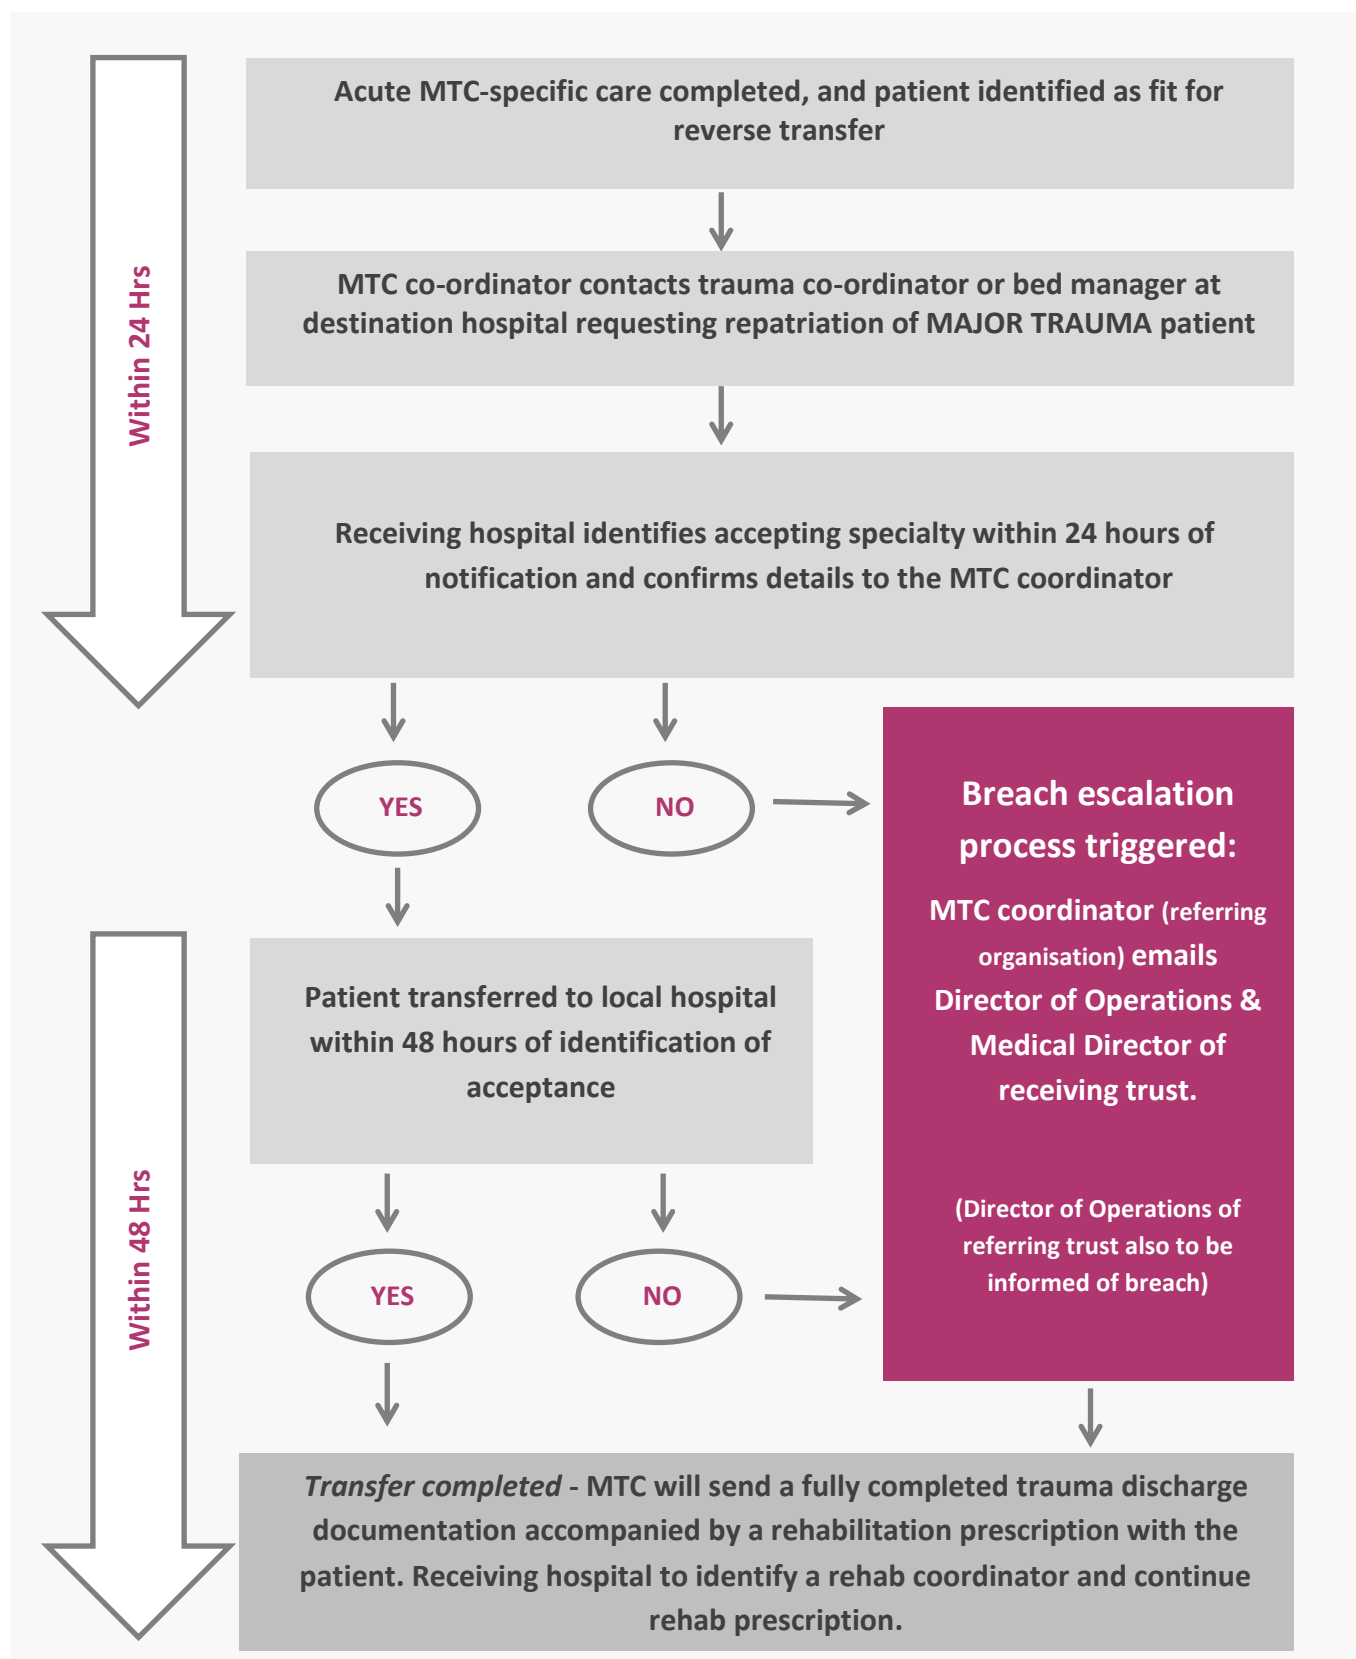 Within 24 Hrs
Acute MTC-specific care completed, and patient identified as fit for
reverse transfer
MTC co-ordinator contacts trauma co-ordinator or bed manager at
destination hospital requesting repatriation of MAJOR TRAUMA patient
Receiving hospital identifies accepting specialty within 24 hours of
notification and confirms details to the MTC coordinator
YES
NO
Breach escalation
process triggered:
MTC coordinator (referring
organisation) emails
Director of Operations &
Medical Director of
receiving trust.
(Director of Operations of
referring trust also to be
informed of breach)
Within 48 Hrs
Patient transferred to local hospital
within 48 hours of identification of
acceptance
YES
NO
Transfer completed - MTC will send a fully completed trauma discharge
documentation accompanied by a rehabilitation prescription with the
patient. Receiving hospital to identify a rehab coordinator and continue
rehab prescription.